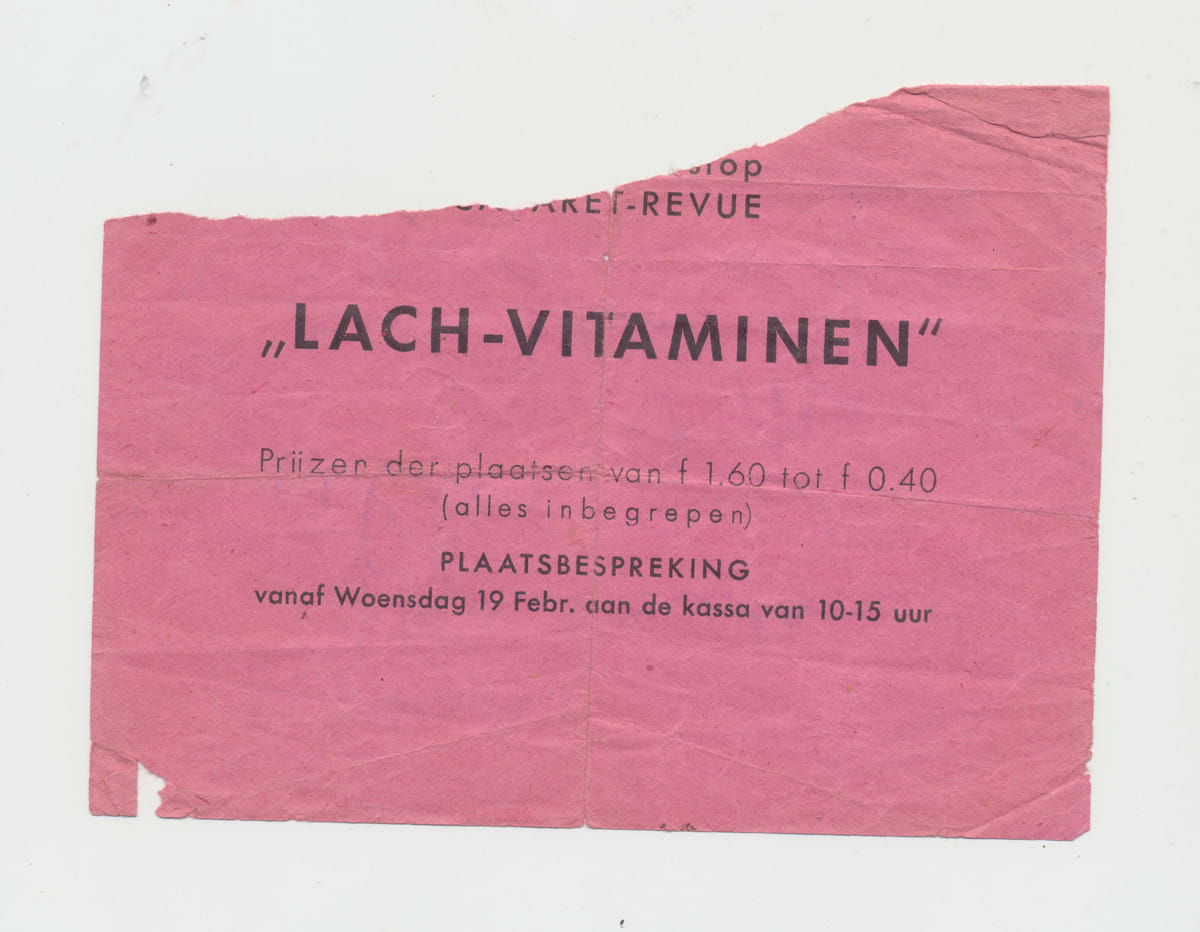 CABARET-REVUE
„LACH-VITAMINEN“
Prijzen der plaatsen van f 1.60 tot f 0.40
(alles inbegrepen)
PLAATSBESPREKING
vanaf Woensdag 19 Febr. aan de kassa van 10-15 uur